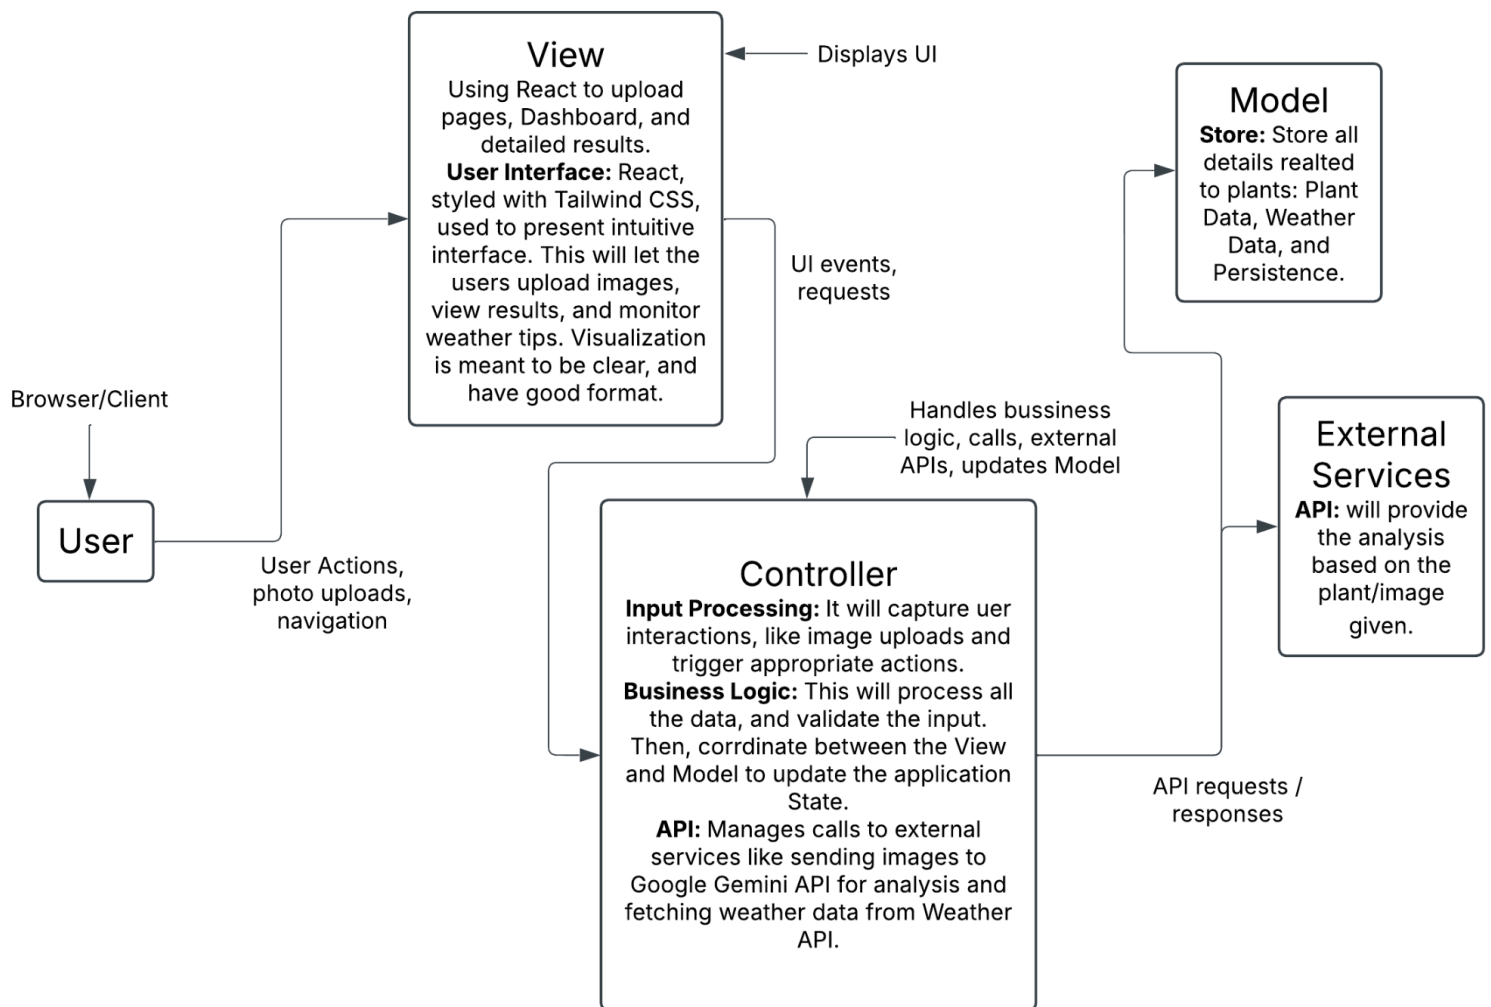 View
Using React to upload
pages, Dashboard, and
detailed results.
User Interface: React,
styled with Tailwind CSS,
used to present intuitive
interface. This will let the
users upload images,
view results, and monitor
weather tips. Visualization
is meant to be clear, and
have good format.
Displays UI
Model
Store: Store all
details realted
to plants: Plant
Data, Weather
Data, and
Persistence.
UI events,
requests
Browser/Client
User
User Actions,
photo uploads,
navigation
Handles bussiness
logic, calls, external
APIs, updates Model
External
Services
API: will provide
the analysis
based on the
plant/image
given.
Controller
Input Processing: It will capture uer
interactions, like image uploads and
trigger appropriate actions.
Business Logic: This will process all
the data, and validate the input.
Then, corrdinate between the View
and Model to update the application
State.
API: Manages calls to external
services like sending images to
Google Gemini API for analysis and
fetching weather data from Weather
API.
API requests /
responses